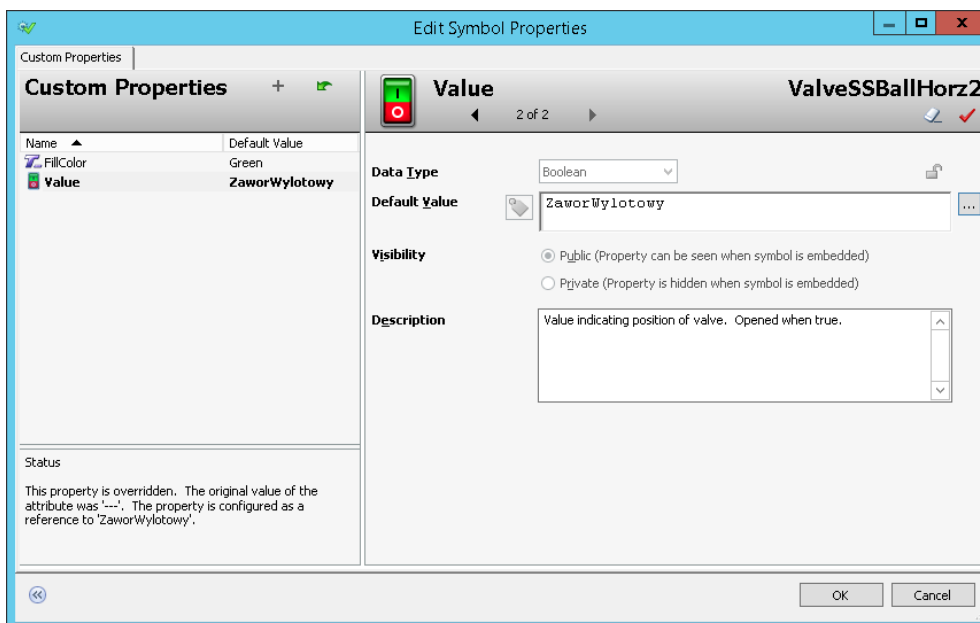 Edit Symbol Properties
Custom Properties
Custom Properties
Name Default Value
FillColor Green
Value ZaworWylotowy
Status
This property is overridden. The original value of the
attribute was '---'. The property is configured as a
reference to 'ZaworWylotowy'.
Value ValveSSBallHorz2
2 of 2
Data Type Boolean
Default Value ZaworWylotowy ...
Visibility Public (Property can be seen when symbol is embedded)
Private (Property is hidden when symbol is embedded)
Description Value indicating position of valve. Opened when true.
OK Cancel